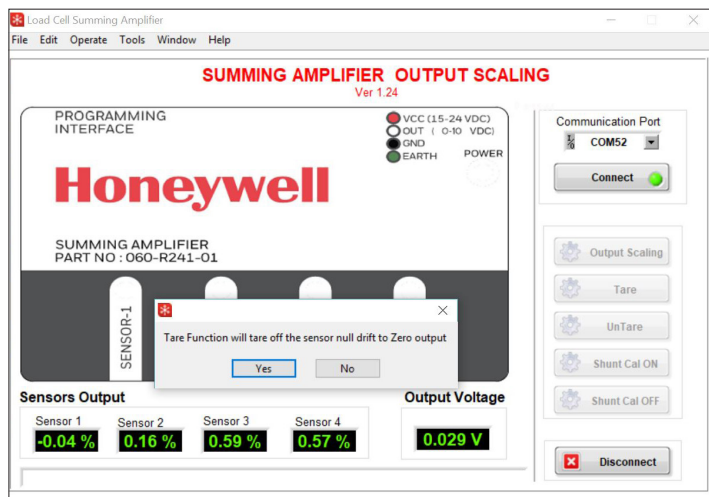 Load Cell Summing Amplifier
File Edit Operate Tools Window Help
SUMMING AMPLIFIER OUTPUT SCALING
Ver 1.24
PROGRAMMING
INTERFACE
VCC (15-24 VDC)
OUT ( 0-10 VDC)
GND
EARTH
POWER
Honeywell
SUMMING AMPLIFIER
PART NO : 060-R241-01
SENSOR-1
Tare Function will tare off the sensor null drift to Zero output
Yes No
Sensors Output
Sensor 1 Sensor 2 Sensor 3 Sensor 4
-0.04 % 0.16 % 0.59 % 0.57 %
Output Voltage
0.029 V
Communication Port
COM52
Connect
Output Scaling
Tare
UnTare
Shunt Cal ON
Shunt Cal OFF
Disconnect